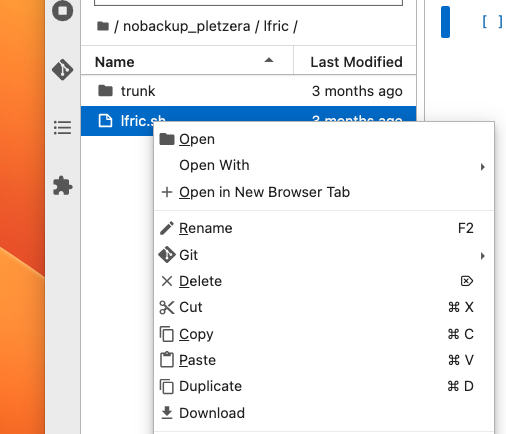 / nobackup_pletzera / lfric /
Name Last Modified
trunk 3 months ago
lfric.sh 3 months ago
Open
Open With
Open in New Browser Tab
Rename F2
Git
Delete
Cut ⌘ X
Copy ⌘ C
Paste ⌘ V
Duplicate ⌘ D
Download
[ ]